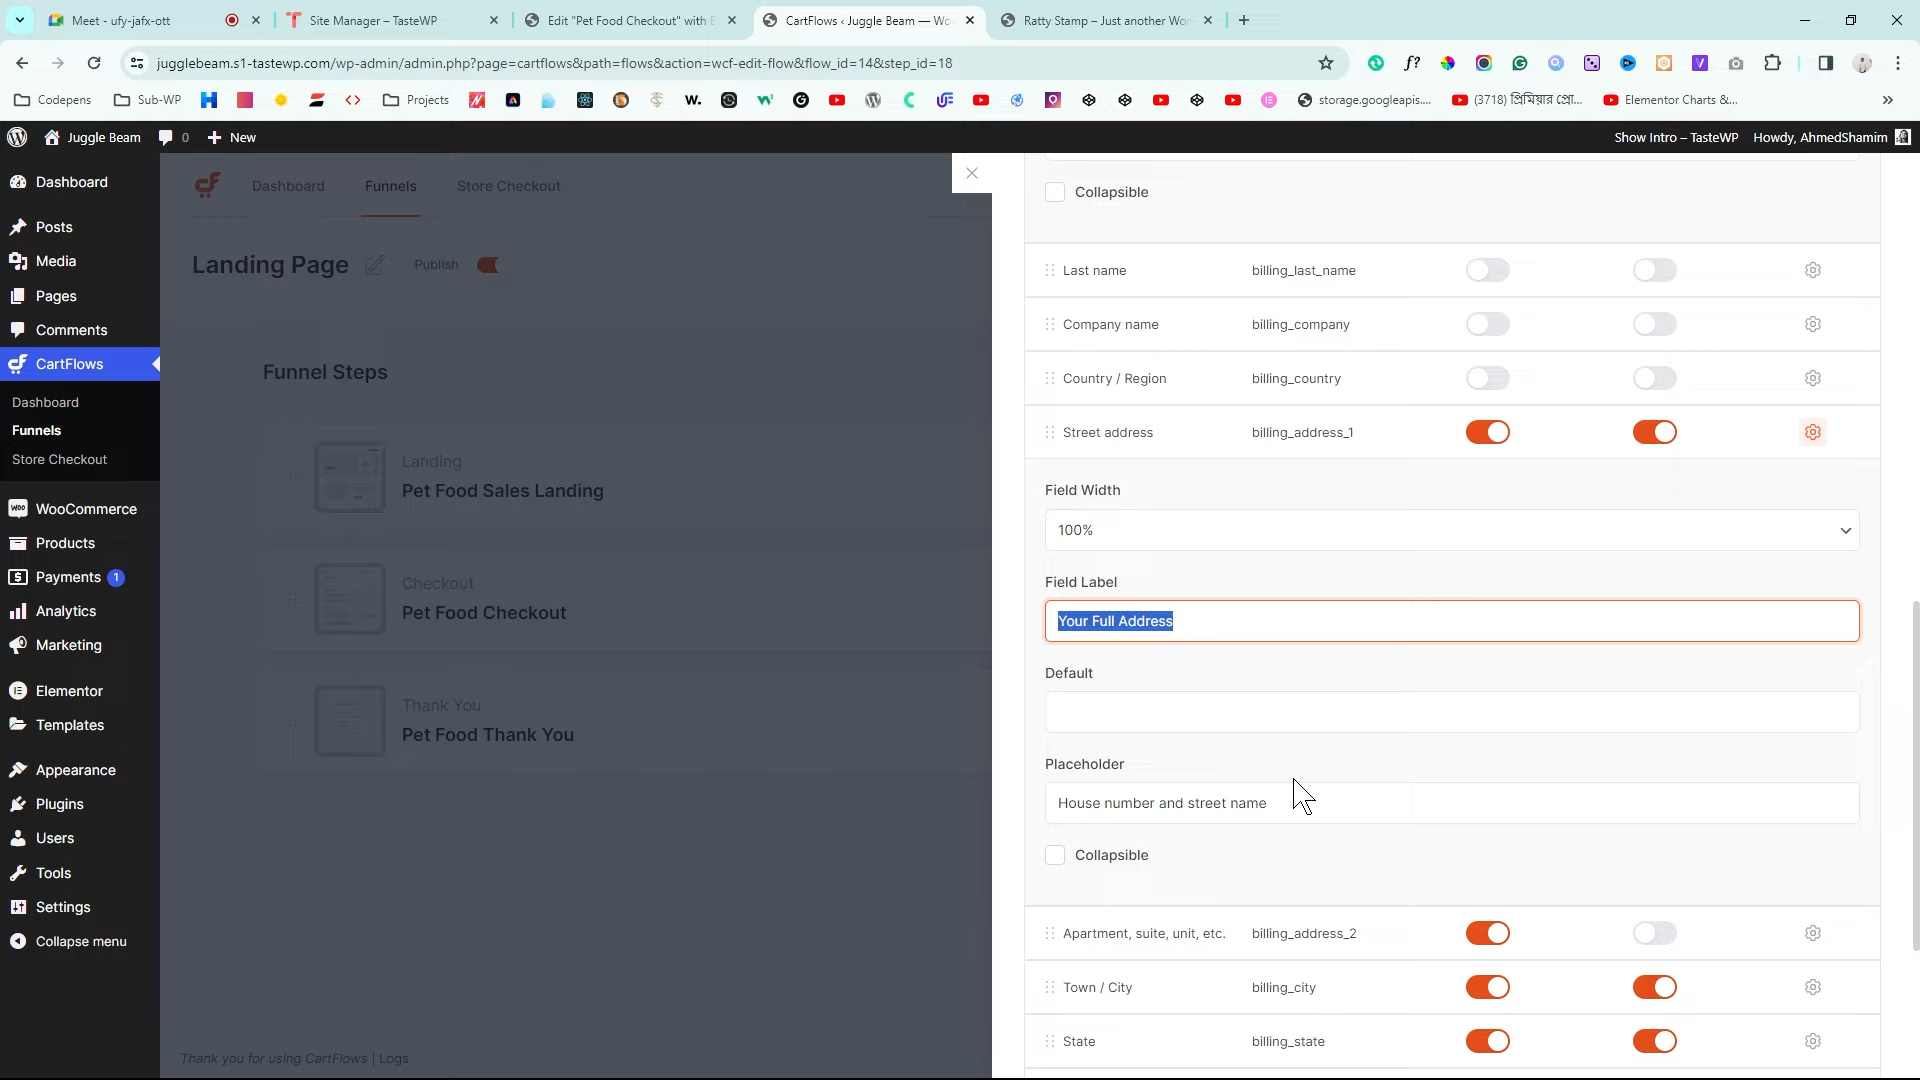 Meet - ufy-jafx-ott
Site Manager – TasteWP
Edit "Pet Food Checkout" with E
CartFlows ‹ Juggle Beam — Wo
Ratty Stamp – Just another Wor
jugglebeam.s1-tastewp.com/wp-admin/admin.php?page=cartflows&path=flows&action=wcf-edit-flow&flow_id=14&step_id=18
Codepens
Sub-WP
Projects
storage.googleapis....
(3718) প্রিমিয়ার প্রো...
Elementor Charts &...
Juggle Beam
0
New
Show Intro – TasteWP
Howdy, AhmedShamim
Dashboard
Posts
Media
Pages
Comments
CartFlows
Dashboard
Funnels
Store Checkout
WooCommerce
Products
Payments 1
Analytics
Marketing
Elementor
Templates
Appearance
Plugins
Users
Tools
Settings
Collapse menu
Dashboard
Funnels
Store Checkout
Landing Page
Publish
Funnel Steps
Landing
Pet Food Sales Landing
Checkout
Pet Food Checkout
Thank You
Pet Food Thank You
Thank you for using CartFlows | Logs
Collapsible
Last name billing_last_name
Company name billing_company
Country / Region billing_country
Street address billing_address_1
Field Width
100%
Field Label
Your Full Address
Default
Placeholder
House number and street name
Collapsible
Apartment, suite, unit, etc. billing_address_2
Town / City billing_city
State billing_state